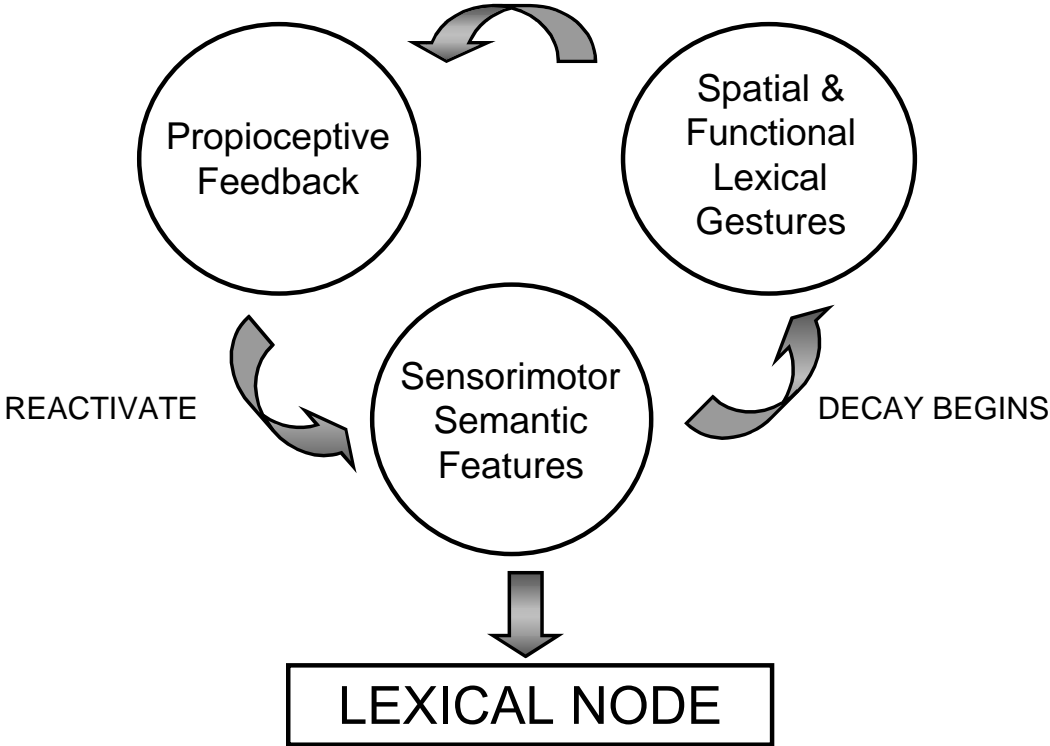 Propioceptive
Feedback
Spatial &
Functional
Lexical
Gestures
REACTIVATE
Sensorimotor
Semantic
Features
DECAY BEGINS
LEXICAL NODE